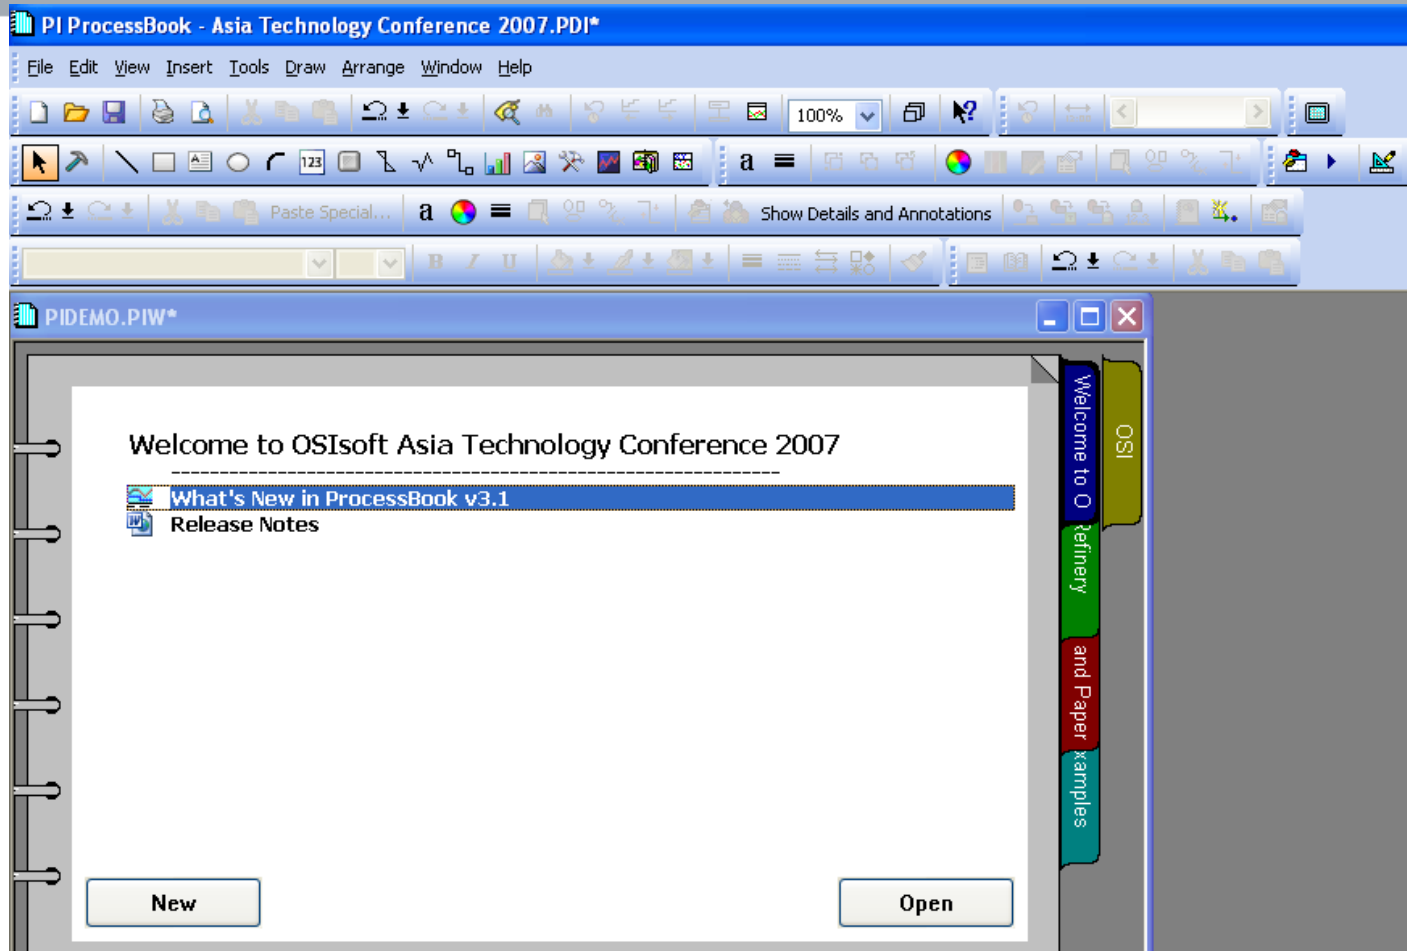 PI ProcessBook - Asia Technology Conference 2007.PDI*
File Edit View Insert Tools Draw Arrange Window Help
100%
123
a
Paste Special... a Show Details and Annotations
B I U
PIDEMO.PIW*
Welcome to OSIsoft Asia Technology Conference 2007
------------------------------------------------------------------
What's New in ProcessBook v3.1
Release Notes
New
Open
Welcome to O
Refinery
and Paper
xamples
OSI